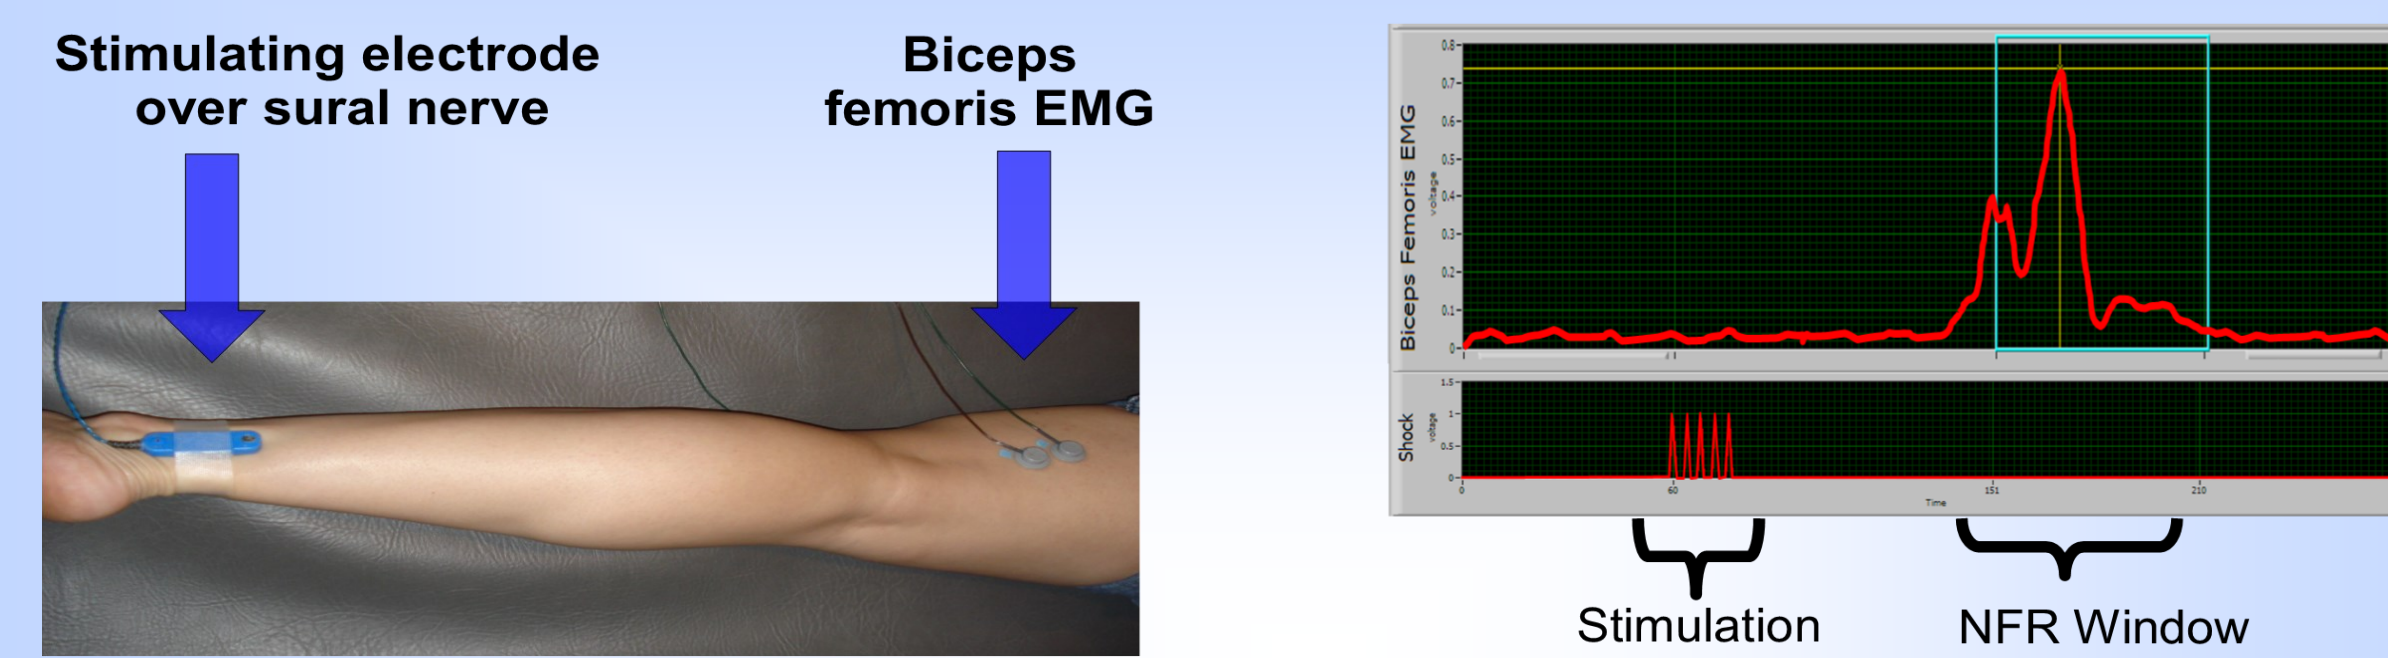 Stimulating electrode
over sural nerve
Biceps
femoris EMG
Biceps Femoris EMG
voltage
0.8
0.7
0.6
0.5
0.4
0.3
0.2
0.1
0
Shock
voltage
1.5
1
0.5
0
0
60
151
210
Time
Stimulation
NFR Window